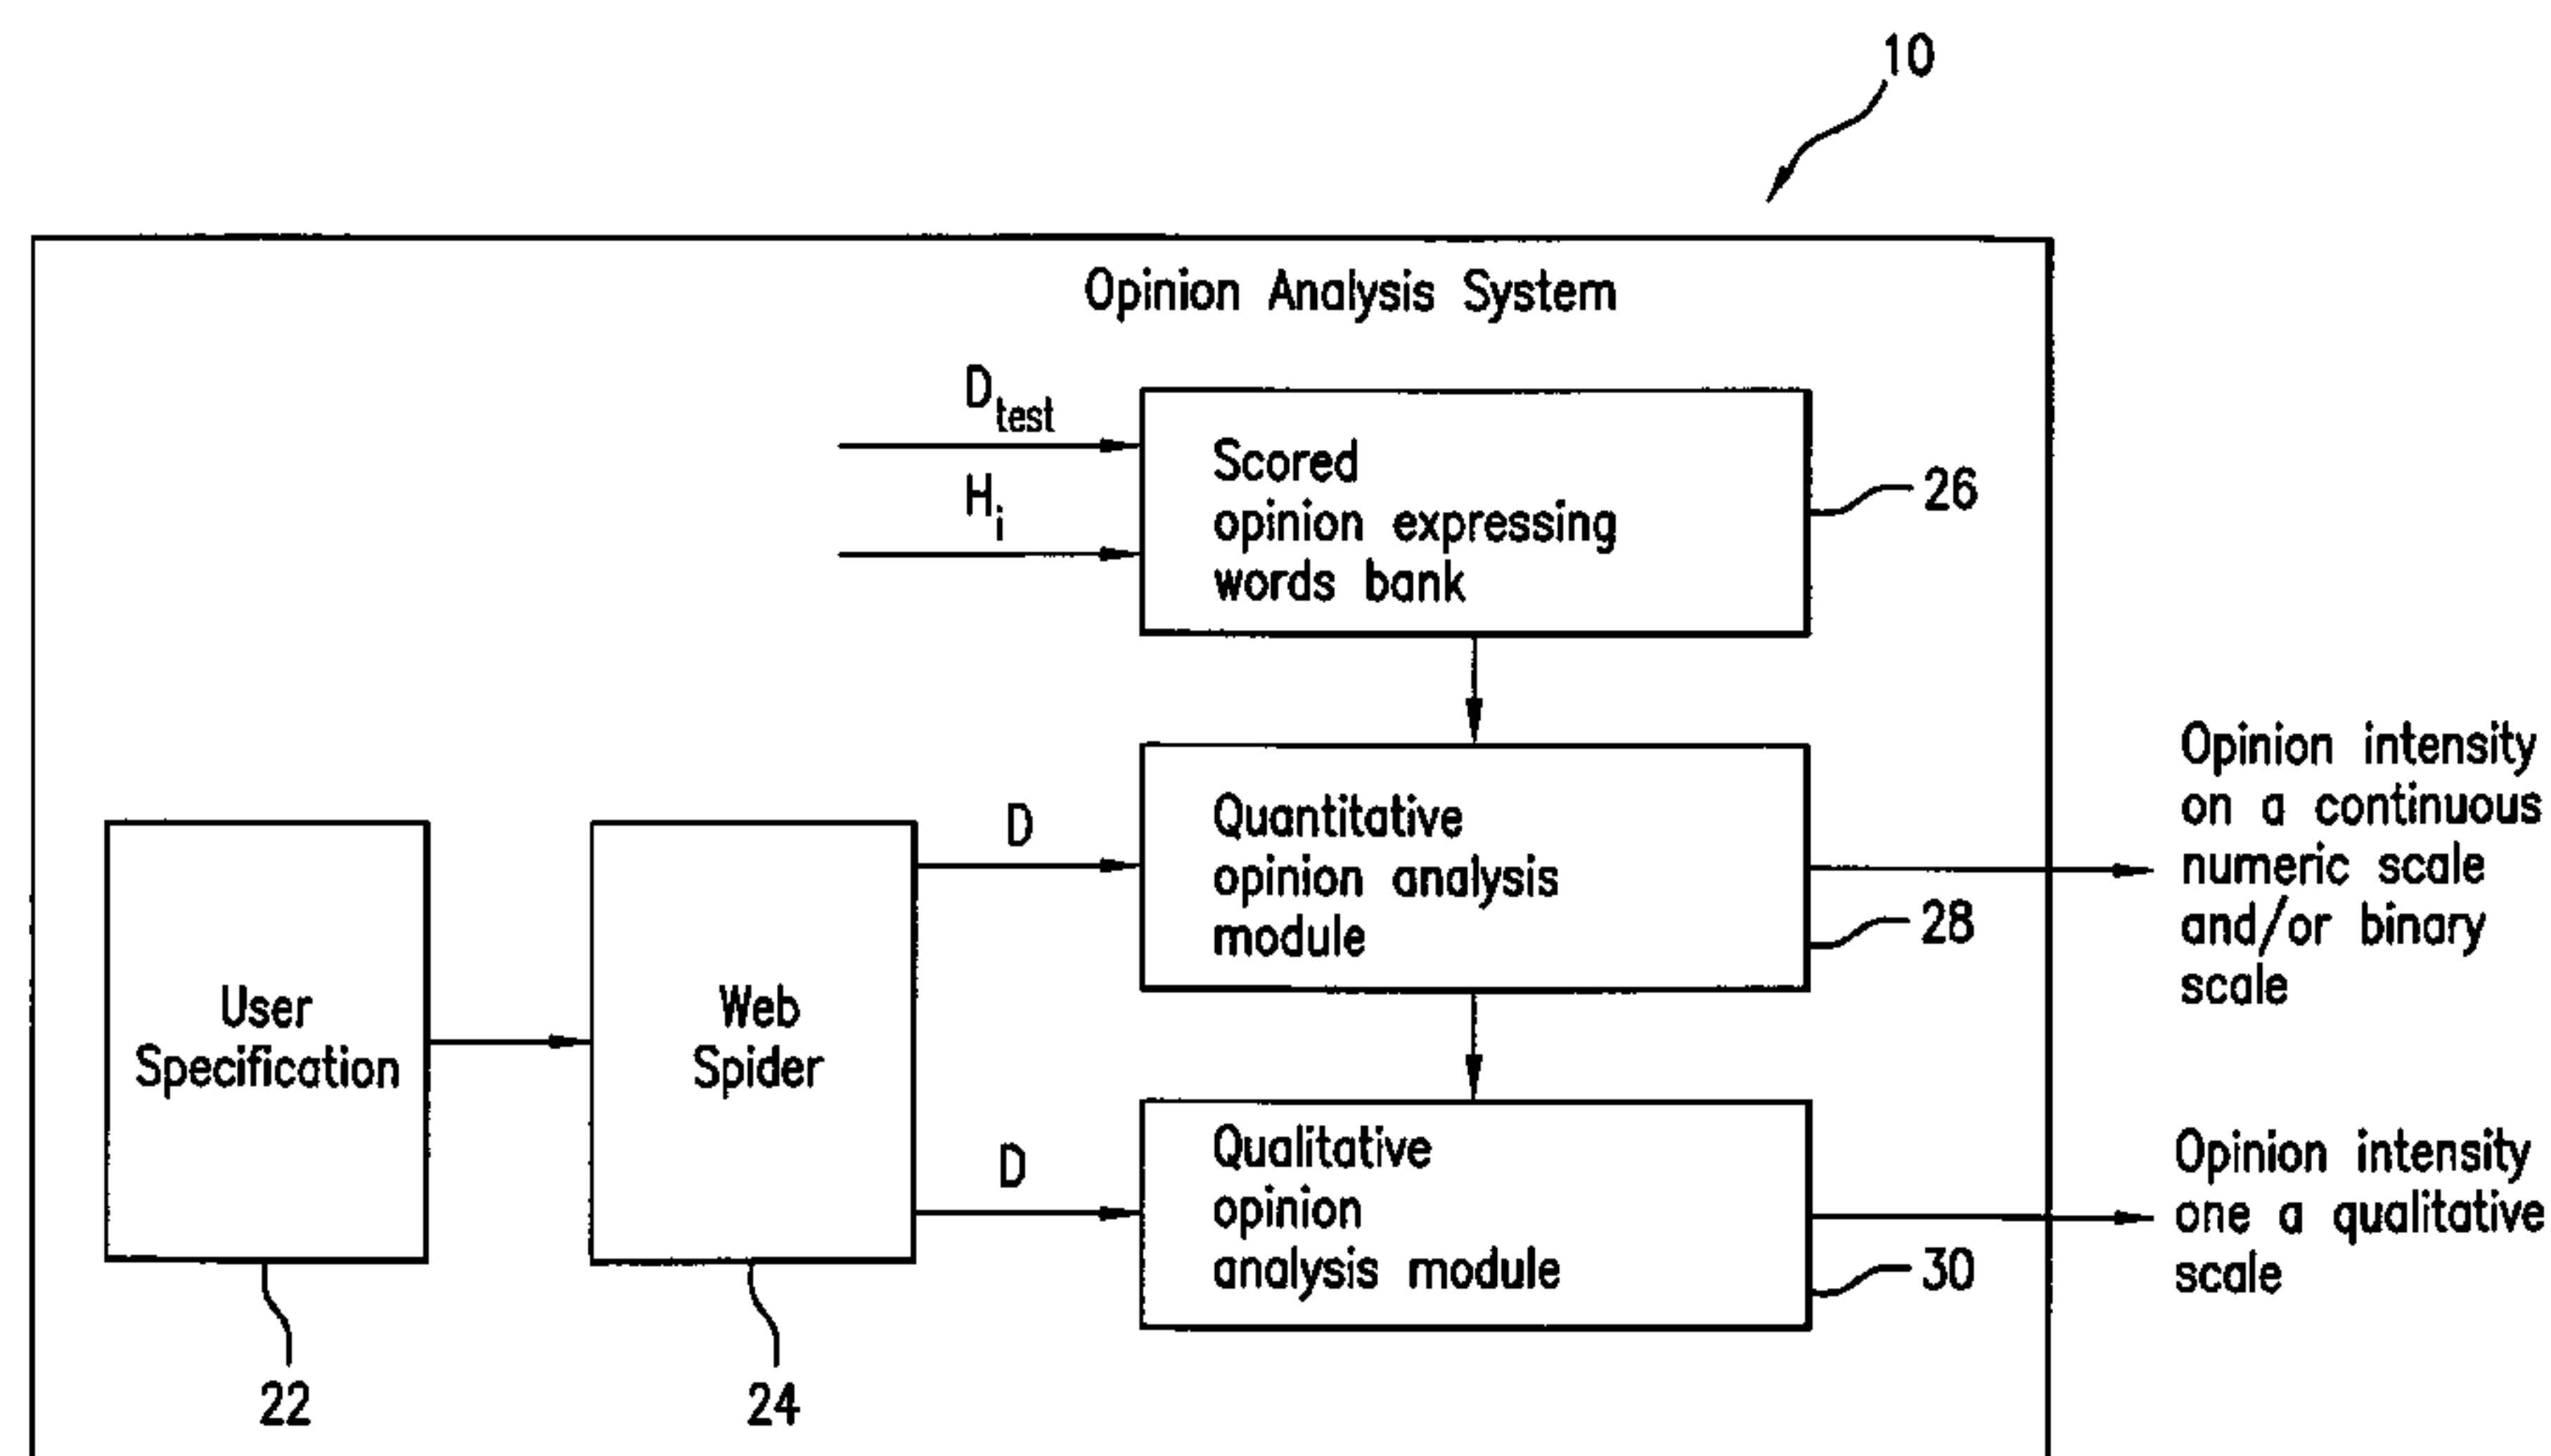 10
Opinion Analysis System
D test
H i
Scored
opinion expressing
words bank
26
D
Quantitative
opinion analysis
module
28
Opinion intensity
on a continuous
numeric scale
and/or binary
scale
User
Specification
22
Web
Spider
24
D
Qualitative
opinion
analysis module
30
Opinion intensity
one a qualitative
scale